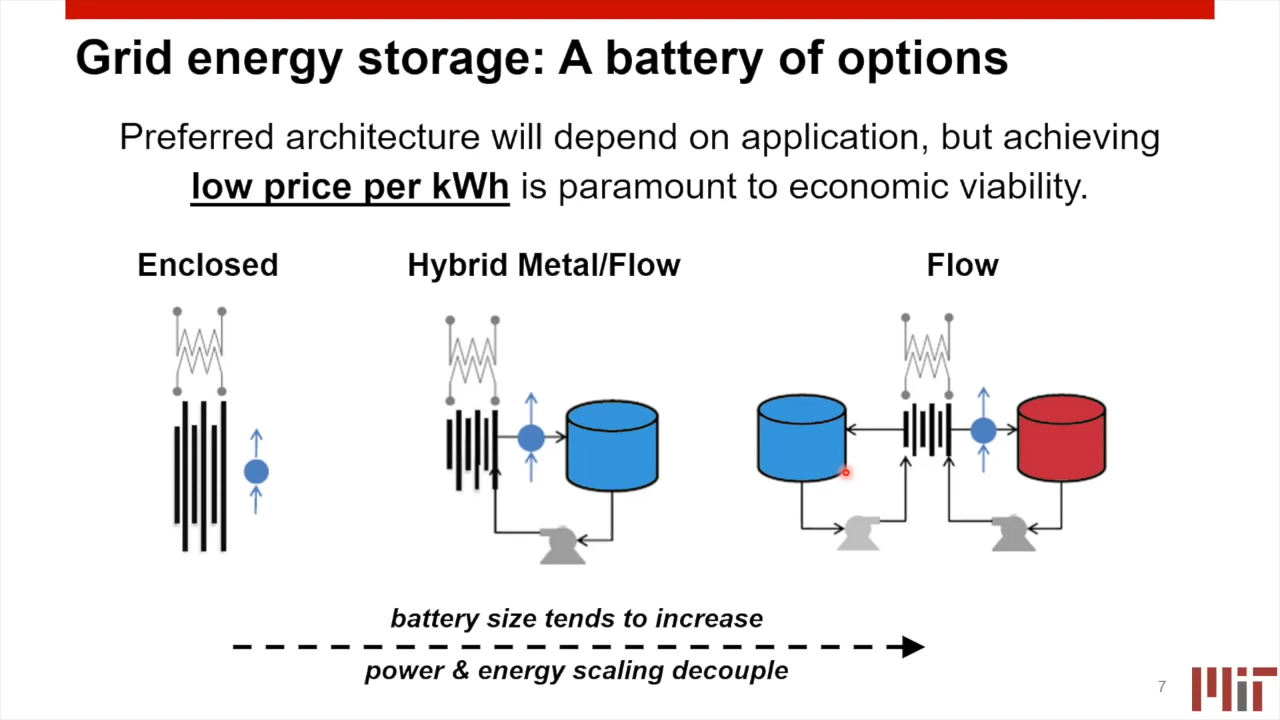 Grid energy storage: A battery of options
Preferred architecture will depend on application, but achieving
low price per kWh is paramount to economic viability.
Enclosed
Hybrid Metal/Flow
Flow
battery size tends to increase
power & energy scaling decouple
7
MIT